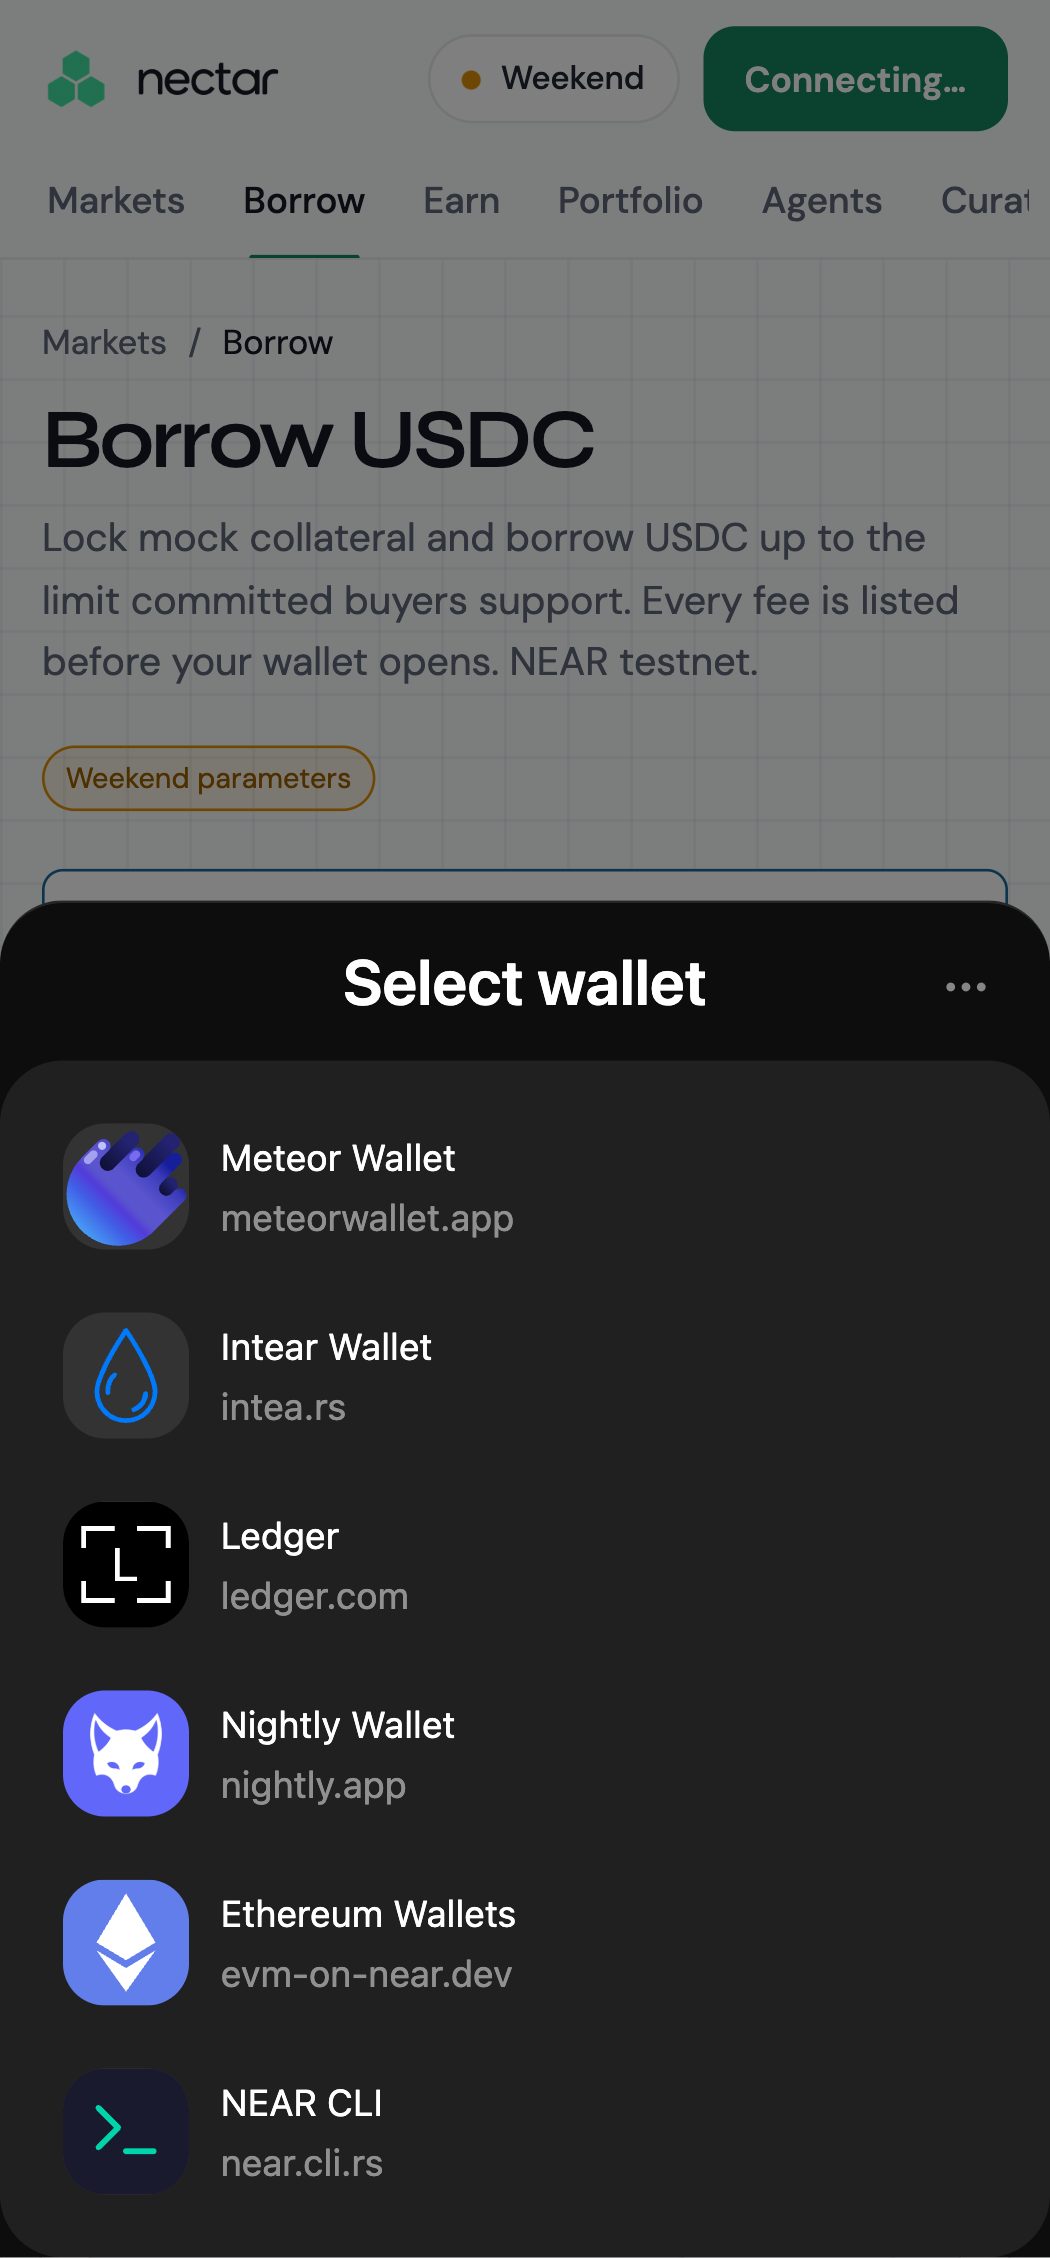 nectar
Weekend
Connecting...
Markets Borrow Earn Portfolio Agents Curat
Markets / Borrow
Borrow USDC
Lock mock collateral and borrow USDC up to the
limit committed buyers support. Every fee is listed
before your wallet opens. NEAR testnet.
Weekend parameters
Select wallet
Meteor Wallet
meteorwallet.app
Intear Wallet
intea.rs
L
Ledger
ledger.com
Nightly Wallet
nightly.app
Ethereum Wallets
evm-on-near.dev
NEAR CLI
near.cli.rs